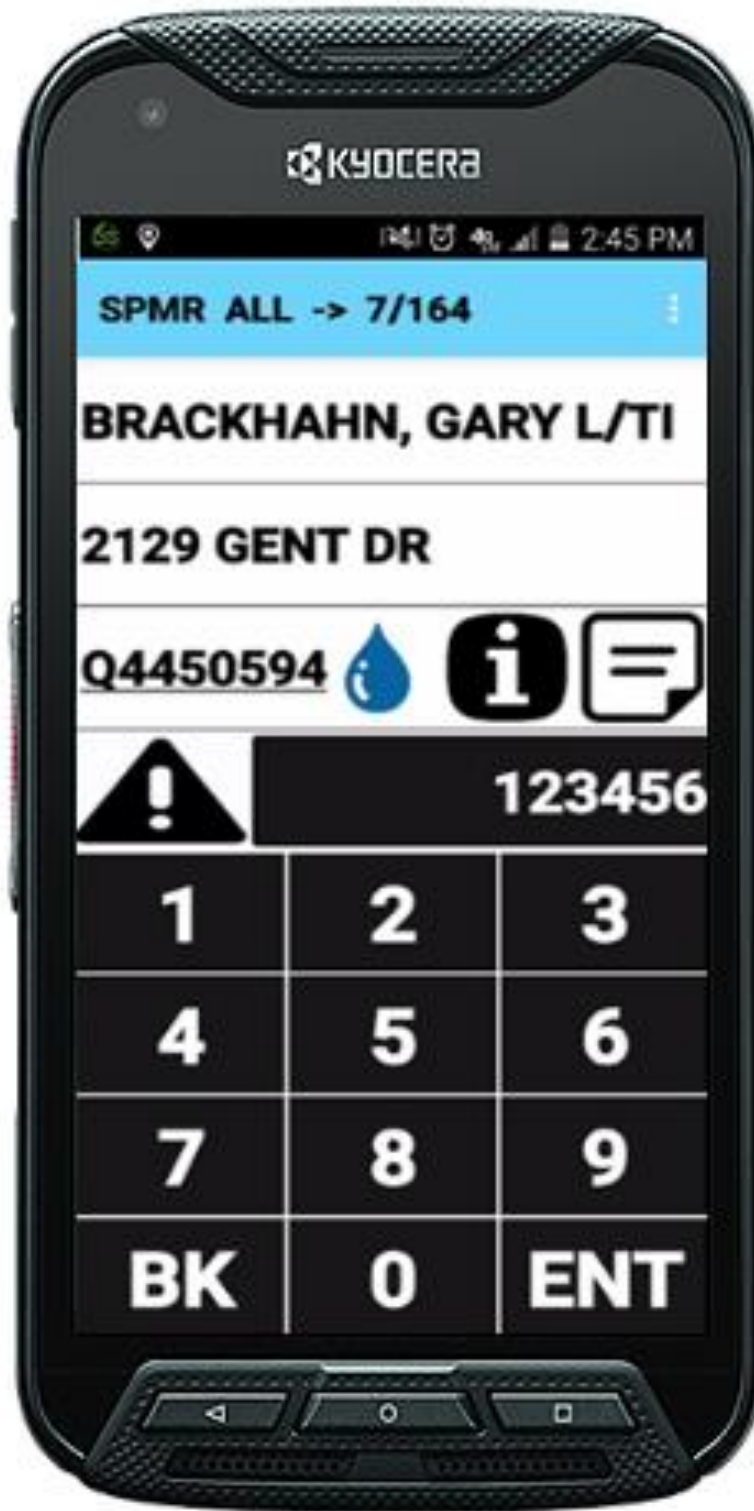 KYOCERA
2:45 PM
SPMR ALL -> 7/164
BRACKHAHN, GARY L/TI
2129 GENT DR
Q4450594
123456
1 2 3
4 5 6
7 8 9
BK 0 ENT